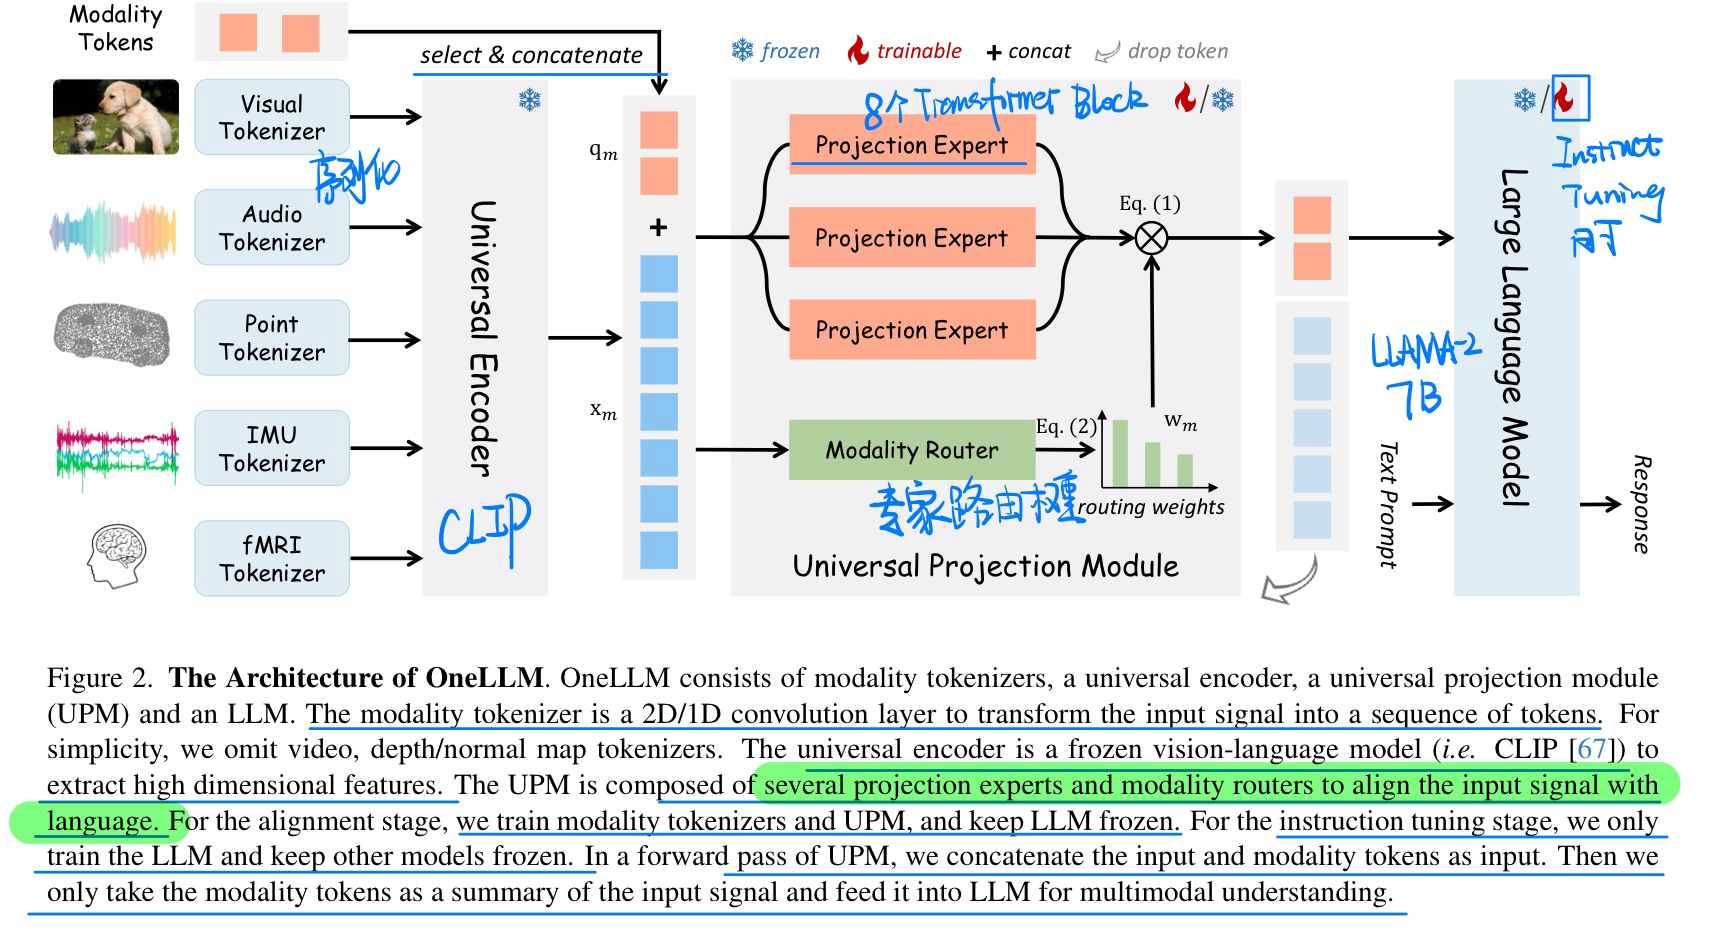 Modality
Tokens
select & concatenate
frozen
trainable
+ concat
drop token
Visual
Tokenizer
序列化
Audio
Tokenizer
Point
Tokenizer
IMU
Tokenizer
fMRI
Tokenizer
Universal Encoder
CLIP
qₘ
+
xₘ
8个Transformer Block
/
Projection Expert
Projection Expert
Projection Expert
Eq. (1)
Modality Router
Eq. (2)
wₘ
routing weights
专家路由权重
Universal Projection Module
/
Instruct
Tuning
Large Language Model
LLAMA-2
7B
Text Prompt
Response
Figure 2. The Architecture of OneLLM. OneLLM consists of modality tokenizers, a universal encoder, a universal projection module
(UPM) and an LLM. The modality tokenizer is a 2D/1D convolution layer to transform the input signal into a sequence of tokens. For
simplicity, we omit video, depth/normal map tokenizers. The universal encoder is a frozen vision-language model (i.e. CLIP [67]) to
extract high dimensional features. The UPM is composed of several projection experts and modality routers to align the input signal with
language. For the alignment stage, we train modality tokenizers and UPM, and keep LLM frozen. For the instruction tuning stage, we only
train the LLM and keep other models frozen. In a forward pass of UPM, we concatenate the input and modality tokens as input. Then we
only take the modality tokens as a summary of the input signal and feed it into LLM for multimodal understanding.